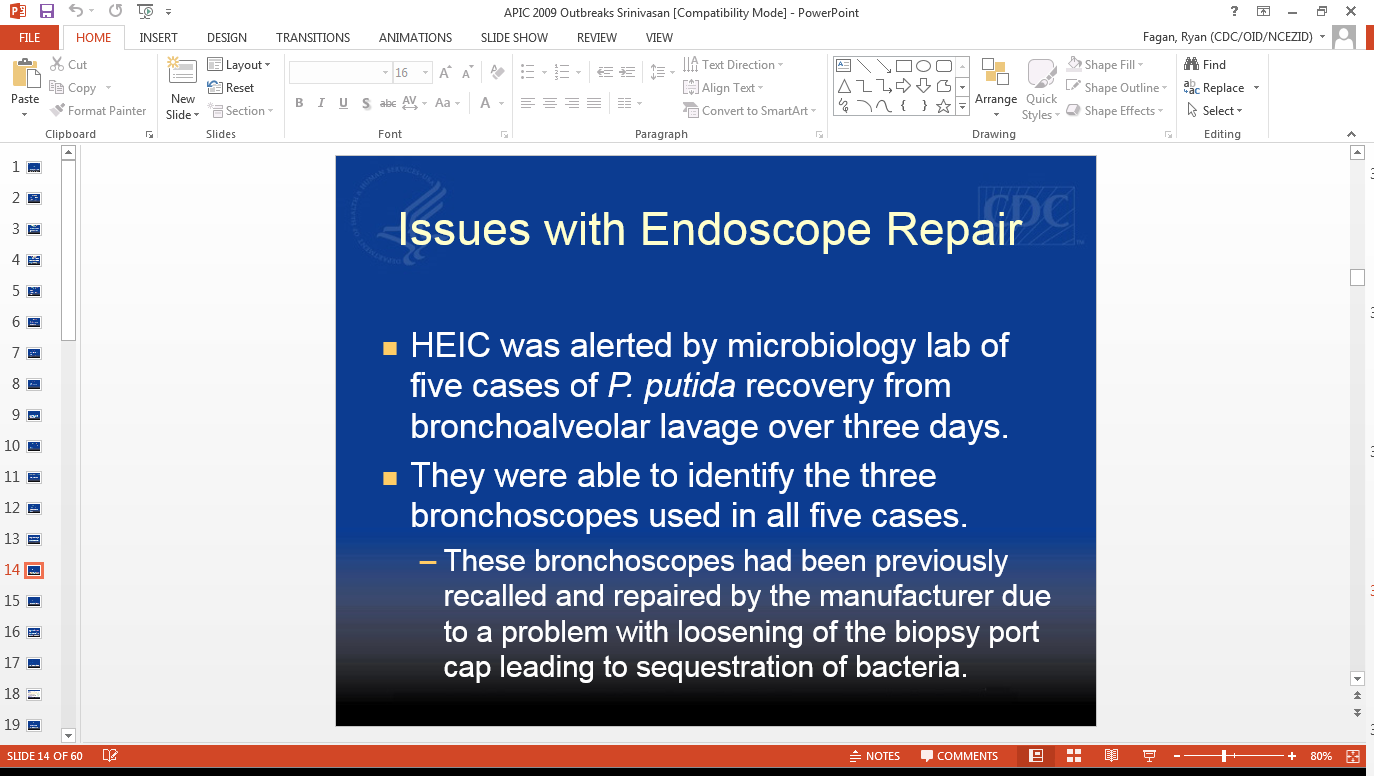 APIC 2009 Outbreaks Srinivasan [Compatibility Mode] - PowerPoint
FILE HOME INSERT DESIGN TRANSITIONS ANIMATIONS SLIDE SHOW REVIEW VIEW Fagan, Ryan (CDC/OID/NCEZID)
Paste
Cut
Copy
Format Painter
Clipboard
New
Slide
Layout
Reset
Section
Slides
16
B I U S abc AV Aa A
Font
Text Direction
Align Text
Convert to SmartArt
Paragraph
Arrange
Quick
Styles
Shape Fill
Shape Outline
Shape Effects
Drawing
Find
Replace
Select
Editing
1
2
3
4
5
6
7
8
9
10
11
12
13
14
15
16
17
18
19
CDC
Issues with Endoscope Repair
HEIC was alerted by microbiology lab of
five cases of P. putida recovery from
bronchoalveolar lavage over three days.
They were able to identify the three
bronchoscopes used in all five cases.
– These bronchoscopes had been previously
recalled and repaired by the manufacturer due
to a problem with loosening of the biopsy port
cap leading to sequestration of bacteria.
SLIDE 14 OF 60 NOTES COMMENTS 80%